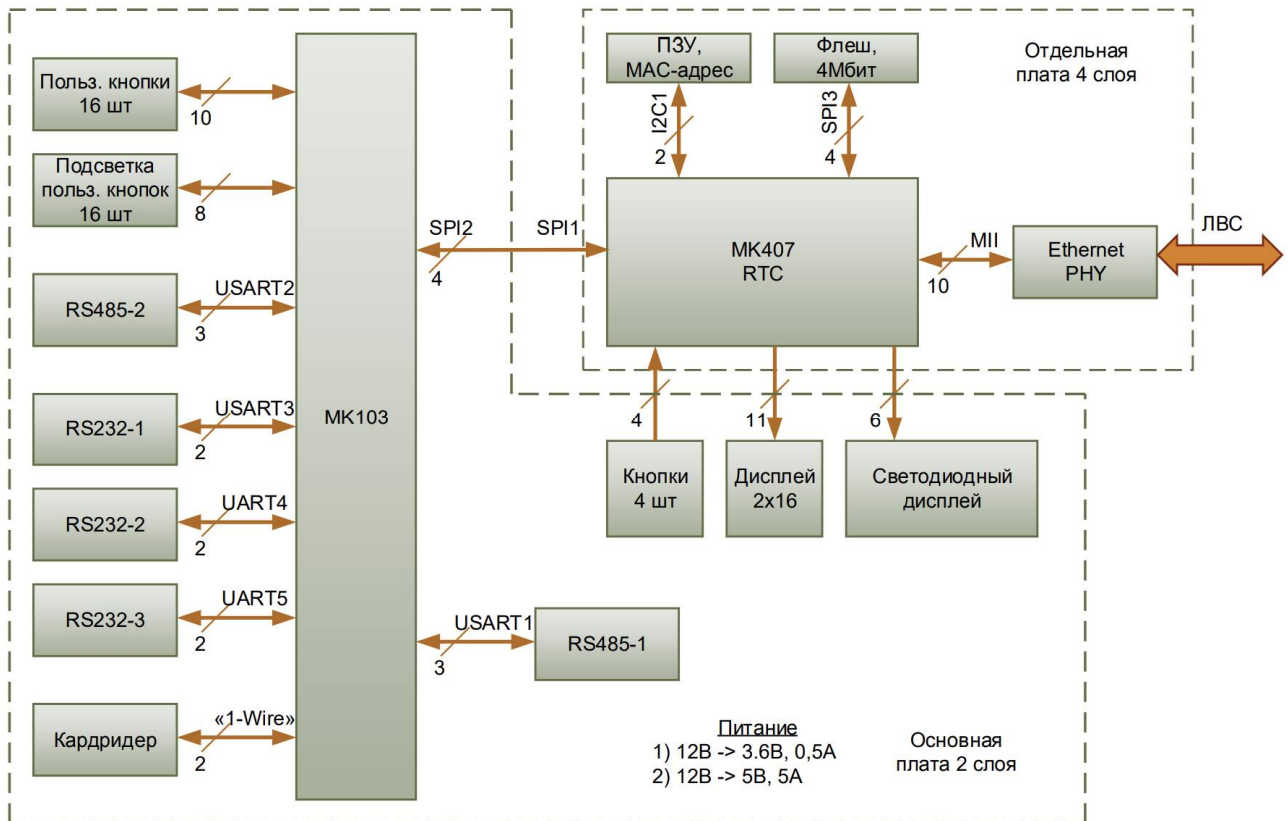 Польз. кнопки
16 шт
10
Подсветка
польз. кнопок
16 шт
8
RS485-2
USART2
3
RS232-1
USART3
2
RS232-2
UART4
2
RS232-3
UART5
2
Кардридер
«1-Wire»
2
МК103
SPI2
4
SPI1
ПЗУ,
МАС-адрес
I2C1
2
Флеш,
4Мбит
SPI3
4
Отдельная
плата 4 слоя
МК407
RTC
MII
10
Ethernet
PHY
ЛВС
4
11
6
Кнопки
4 шт
Дисплей
2x16
Светодиодный
дисплей
USART1
3
RS485-1
Питание
1) 12В -> 3.6В, 0,5А
2) 12В -> 5В, 5А
Основная
плата 2 слоя